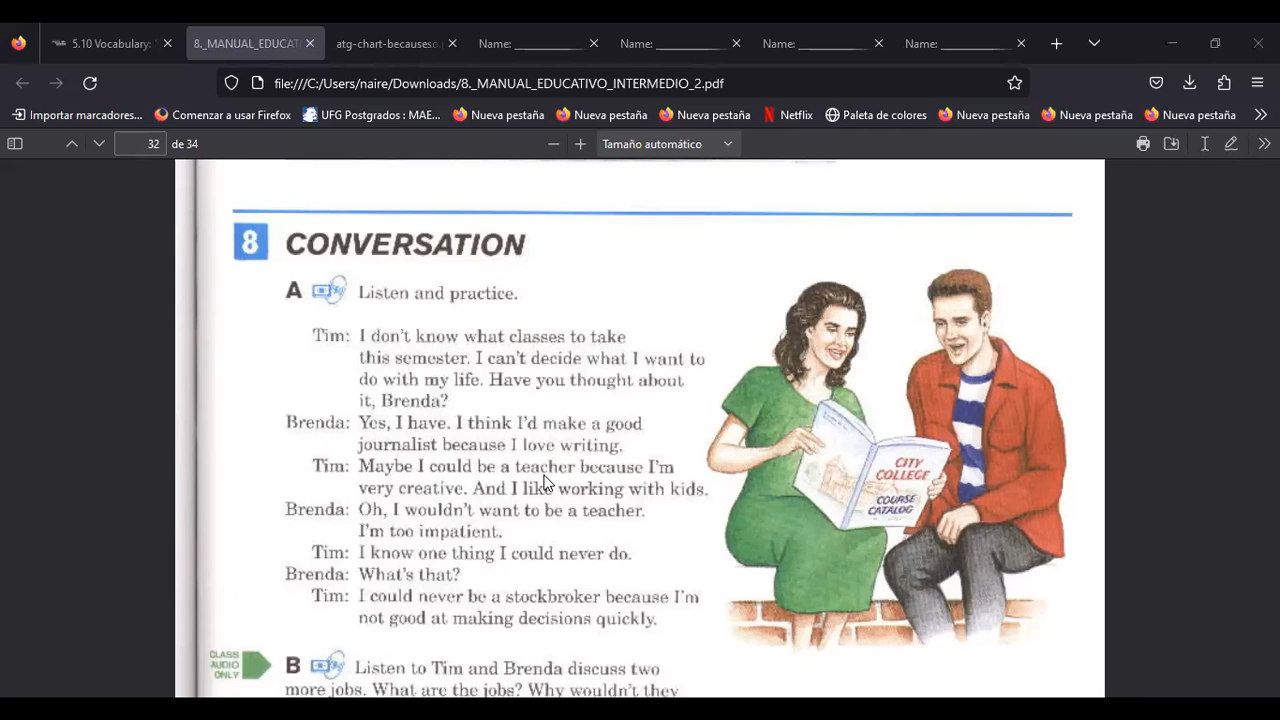 5.10 Vocabulary:
8._MANUAL_EDUCATI
atg-chart-becauseso.
Name: ___________
Name: ___________
Name: ___________
Name: ___________
file:///C:/Users/naire/Downloads/8._MANUAL_EDUCATIVO_INTERMEDIO_2.pdf
Importar marcadores...
Comenzar a usar Firefox
UFG Postgrados : MAE...
Nueva pestaña
Nueva pestaña
Nueva pestaña
Netflix
Paleta de colores
Nueva pestaña
Nueva pestaña
Nueva pestaña
32 de 34
Tamaño automático
8 CONVERSATION
A Listen and practice.
Tim: I don't know what classes to take
this semester. I can't decide what I want to
do with my life. Have you thought about
it, Brenda?
Brenda: Yes, I have. I think I'd make a good
journalist because I love writing.
Tim: Maybe I could be a teacher because I'm
very creative. And I like working with kids.
Brenda: Oh, I wouldn't want to be a teacher.
I'm too impatient.
Tim: I know one thing I could never do.
Brenda: What's that?
Tim: I could never be a stockbroker because I'm
not good at making decisions quickly.
CITY
COLLEGE
COURSE
CATALOG
CLASS
AUDIO
ONLY
B Listen to Tim and Brenda discuss two
more jobs. What are the jobs? Why wouldn't they